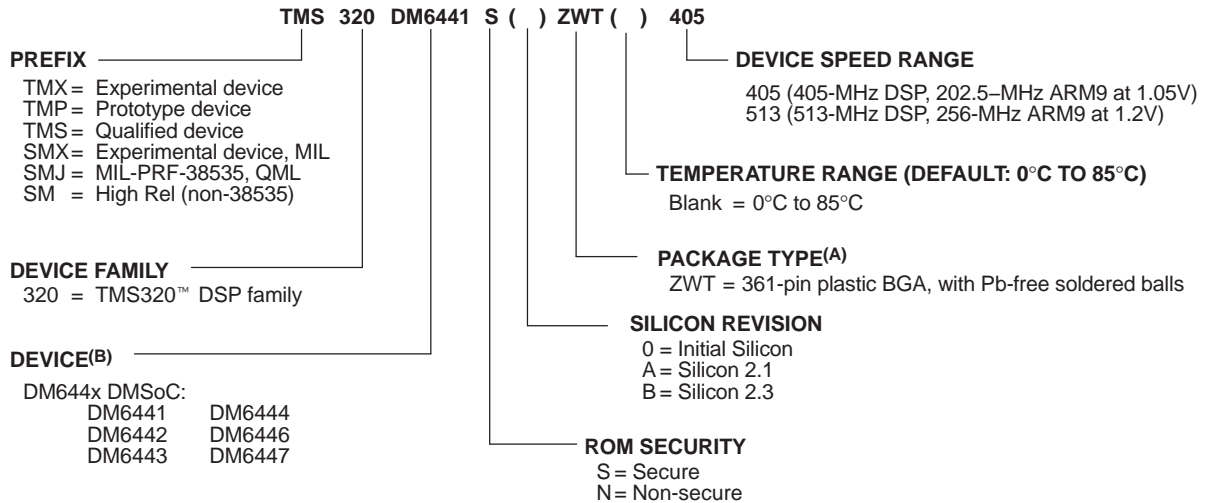 TMS 320 DM6441 S ( ) ZWT ( ) 405
PREFIX
TMX = Experimental device
TMP = Prototype device
TMS = Qualified device
SMX = Experimental device, MIL
SMJ = MIL-PRF-38535, QML
SM = High Rel (non-38535)
DEVICE SPEED RANGE
405 (405-MHz DSP, 202.5–MHz ARM9 at 1.05V)
513 (513-MHz DSP, 256-MHz ARM9 at 1.2V)
TEMPERATURE RANGE (DEFAULT: 0°C TO 85°C)
Blank = 0°C to 85°C
DEVICE FAMILY
320 = TMS320™ DSP family
PACKAGE TYPE(A)
ZWT = 361-pin plastic BGA, with Pb-free soldered balls
SILICON REVISION
0 = Initial Silicon
A = Silicon 2.1
B = Silicon 2.3
DEVICE(B)
DM644x DMSoC:
DM6441 DM6444
DM6442 DM6446
DM6443 DM6447
ROM SECURITY
S = Secure
N = Non-secure